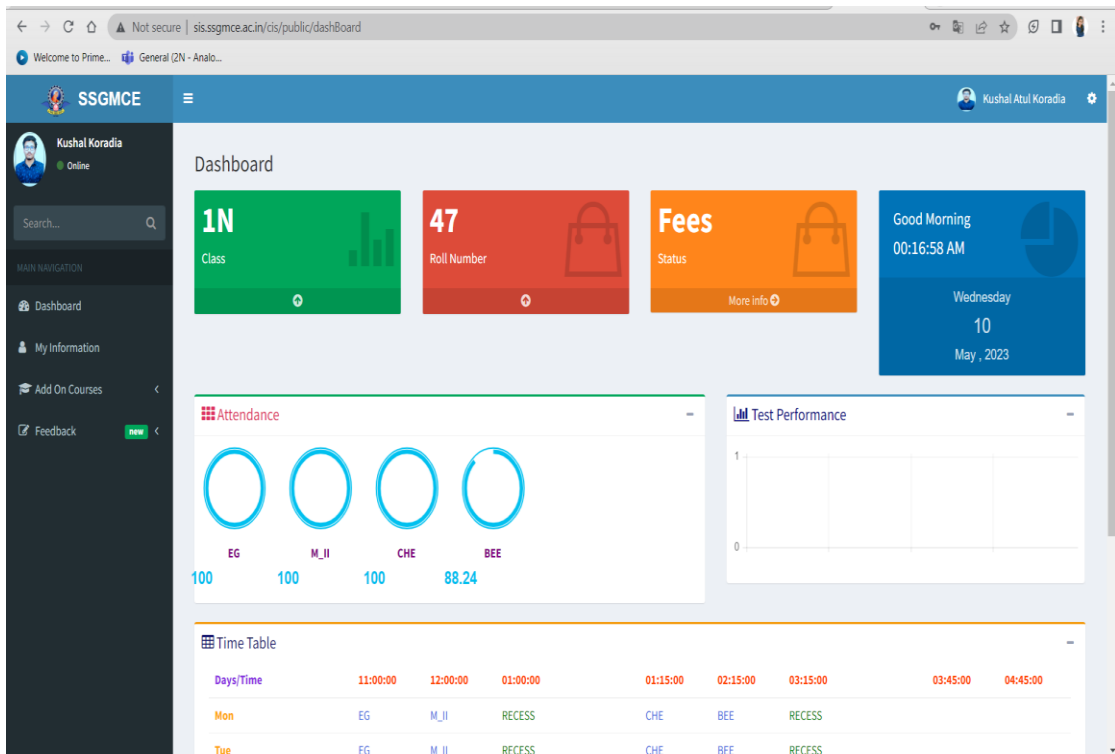 Not secure | sis.ssgmce.ac.in/cis/public/dashBoard
Welcome to Prime... General (2N - Analo...
SSGMCE
Kushal Atul Koradia
Kushal Koradia
Online
Search...
MAIN NAVIGATION
Dashboard
My Information
Add On Courses
Feedback new
Dashboard
1N
Class
47
Roll Number
Fees
Status
More info
Good Morning
00:16:58 AM
Wednesday
10
May , 2023
Attendance
EG M_II CHE BEE
100 100 100 88.24
Test Performance
1
0
Time Table
Days/Time 11:00:00 12:00:00 01:00:00 01:15:00 02:15:00 03:15:00 03:45:00 04:45:00
Mon EG M_II RECESS CHE BEE RECESS
Tue EG M_II RECESS CHE BEE RECESS